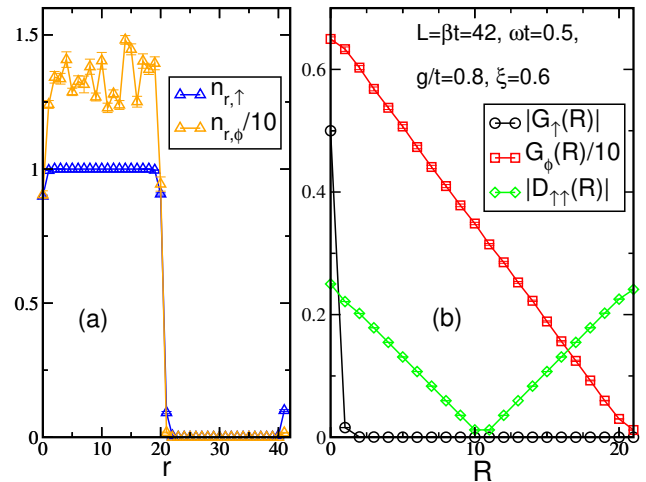 1.5
1
0.5
0
0 10 20 30 40
r
(a)
n_{r,↑}
n_{r,ϕ}/10
0.6
0.4
0.2
0
0 10 20
R
(b)
L=βt=42, ωt=0.5,
g/t=0.8, ξ=0.6
|G_↑(R)|
G_ϕ(R)/10
|D_{↑↑}(R)|